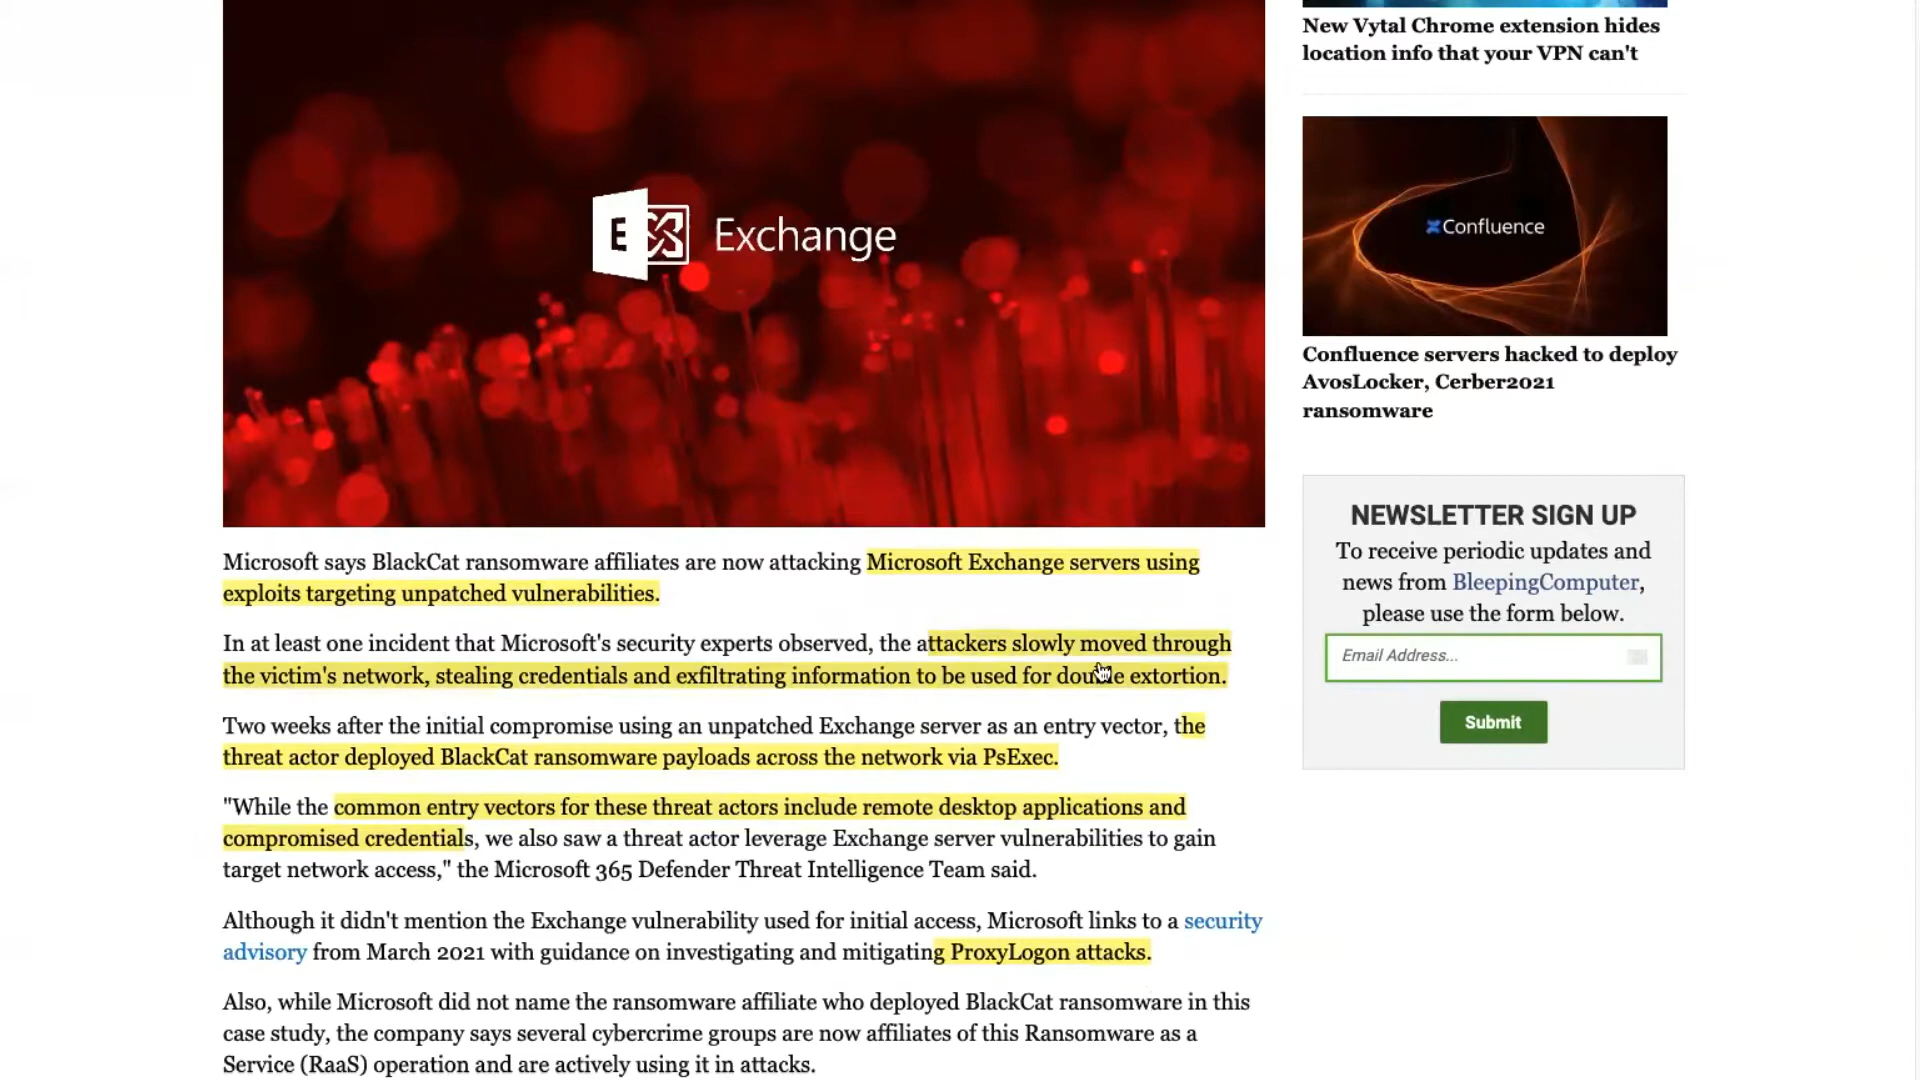 E Exchange
Microsoft says BlackCat ransomware affiliates are now attacking Microsoft Exchange servers using
exploits targeting unpatched vulnerabilities.
In at least one incident that Microsoft's security experts observed, the attackers slowly moved through
the victim's network, stealing credentials and exfiltrating information to be used for double extortion.
Two weeks after the initial compromise using an unpatched Exchange server as an entry vector, the
threat actor deployed BlackCat ransomware payloads across the network via PsExec.
"While the common entry vectors for these threat actors include remote desktop applications and
compromised credentials, we also saw a threat actor leverage Exchange server vulnerabilities to gain
target network access," the Microsoft 365 Defender Threat Intelligence Team said.
Although it didn't mention the Exchange vulnerability used for initial access, Microsoft links to a security
advisory from March 2021 with guidance on investigating and mitigating ProxyLogon attacks.
Also, while Microsoft did not name the ransomware affiliate who deployed BlackCat ransomware in this
case study, the company says several cybercrime groups are now affiliates of this Ransomware as a
Service (RaaS) operation and are actively using it in attacks.
New Vytal Chrome extension hides
location info that your VPN can't
Confluence
Confluence servers hacked to deploy
AvosLocker, Cerber2021
ransomware
NEWSLETTER SIGN UP
To receive periodic updates and
news from BleepingComputer,
please use the form below.
Email Address...
Submit